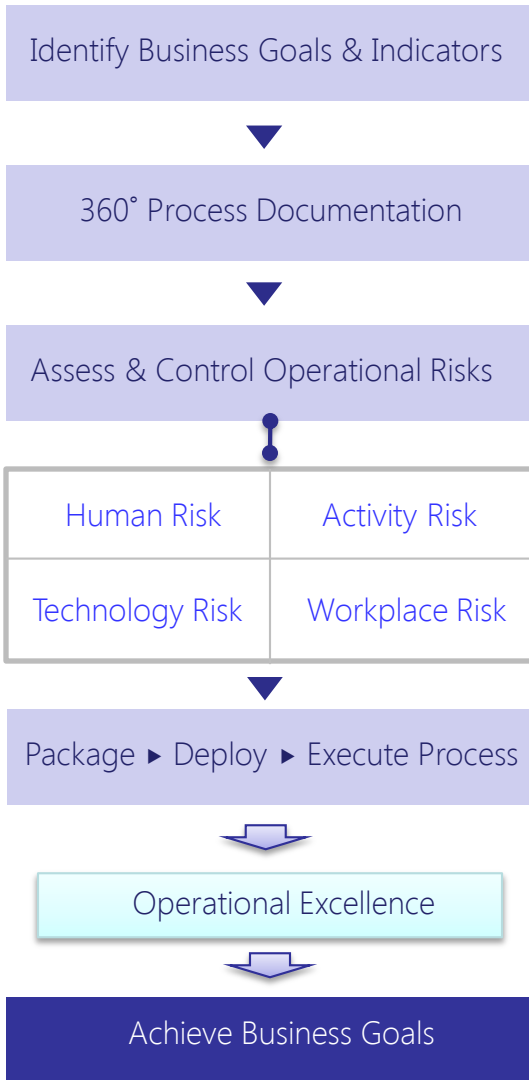 Identify Business Goals & Indicators
360° Process Documentation
Assess & Control Operational Risks
Human Risk
Activity Risk
Technology Risk
Workplace Risk
Package ▸ Deploy ▸ Execute Process
Operational Excellence
Achieve Business Goals